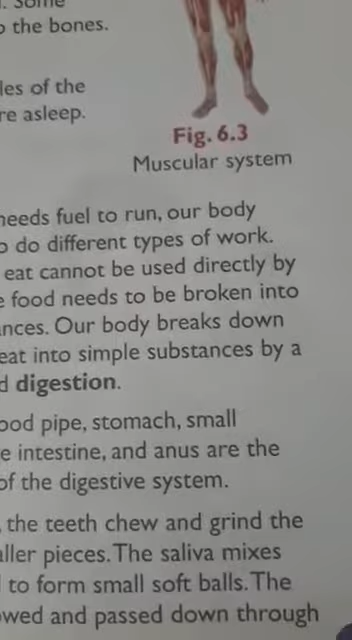 . Some
o the bones.
les of the
re asleep.
Fig. 6.3
Muscular system
needs fuel to run, our body
o do different types of work.
eat cannot be used directly by
e food needs to be broken into
ances. Our body breaks down
eat into simple substances by a
d digestion.
ood pipe, stomach, small
e intestine, and anus are the
of the digestive system.
, the teeth chew and grind the
aller pieces. The saliva mixes
to form small soft balls. The
owed and passed down through